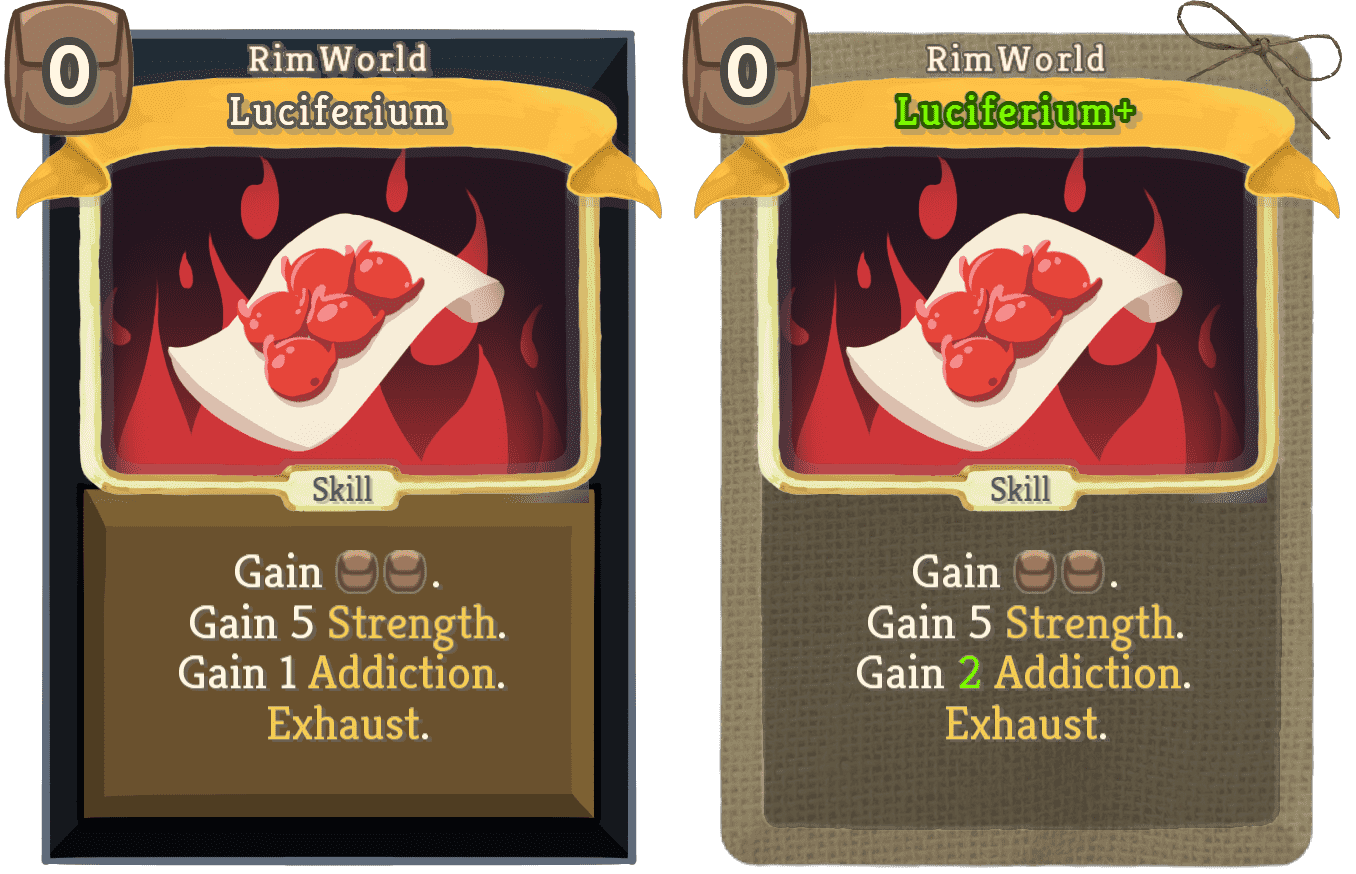 0
RimWorld
Luciferium
Skill
Gain .
Gain 5 Strength.
Gain 1 Addiction.
Exhaust.
0
RimWorld
Luciferium+
Skill
Gain .
Gain 5 Strength.
Gain 2 Addiction.
Exhaust.